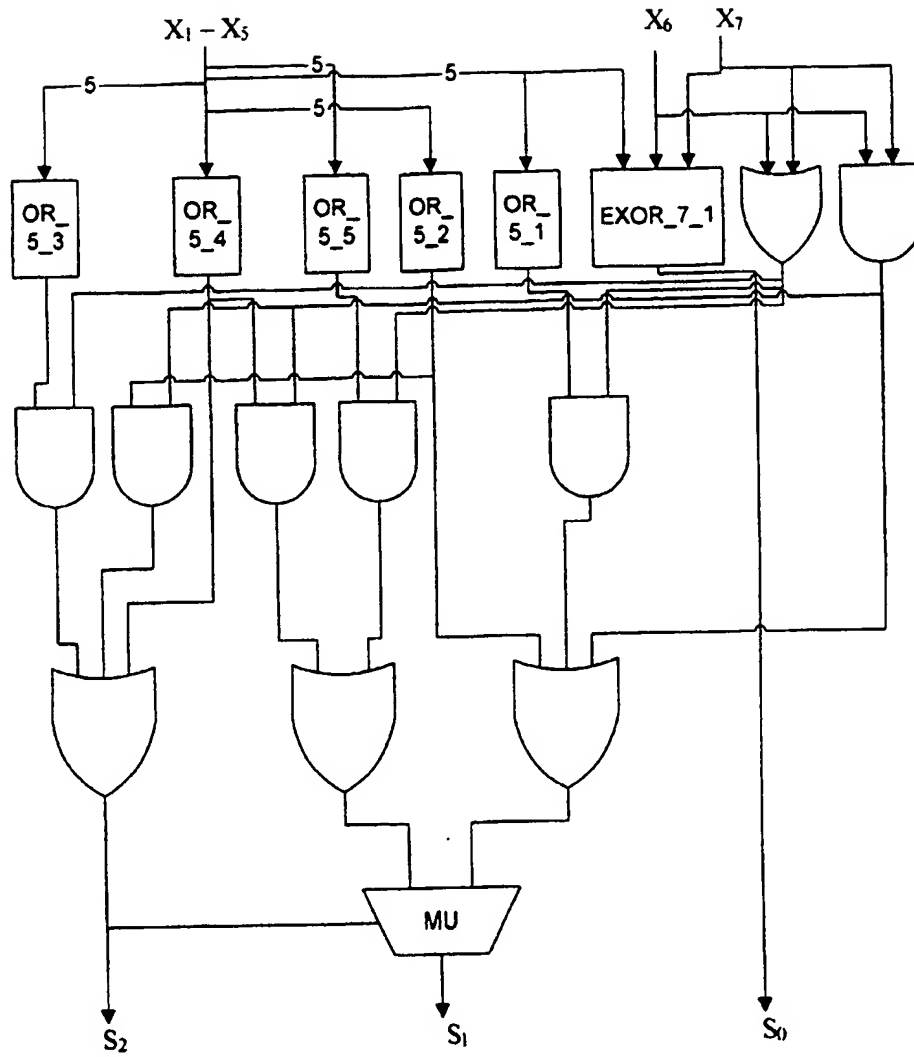 X₁ – X₅
X₆
X₇
5
5
5
5
OR_
5_3
OR_
5_4
OR_
5_5
OR_
5_2
OR_
5_1
EXOR_7_1
MU
S₂
S₁
S₀